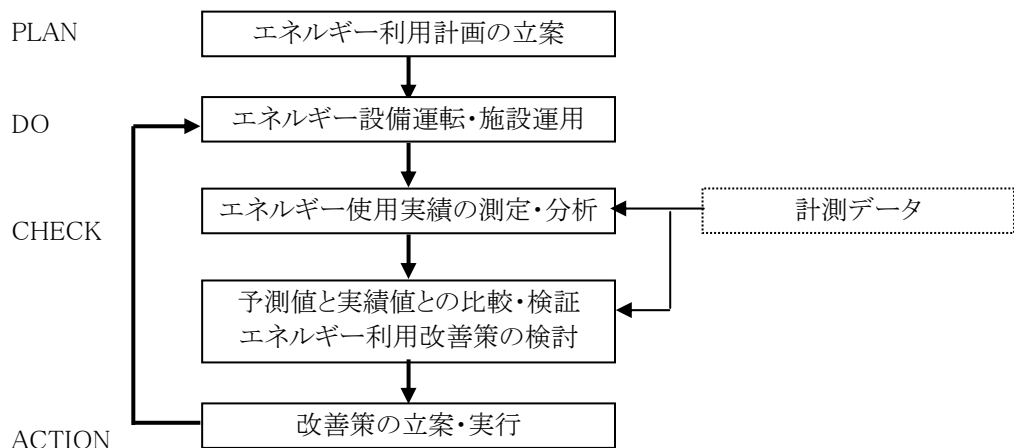 PLAN
エネルギー利用計画の立案
DO
エネルギー設備運転・施設運用
エネルギー使用実績の測定・分析
計測データ
CHECK
予測値と実績値との比較・検証
エネルギー利用改善策の検討
改善策の立案・実行
ACTION